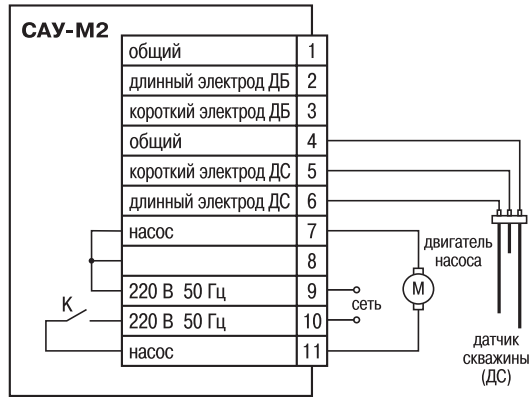 САУ-М2
общий 1
длинный электрод ДБ 2
короткий электрод ДБ 3
общий 4
короткий электрод ДС 5
длинный электрод ДС 6
насос 7
8
220 В 50 Гц 9
220 В 50 Гц 10
насос 11
К
сеть
двигатель
насоса
М
датчик
скважины
(ДС)